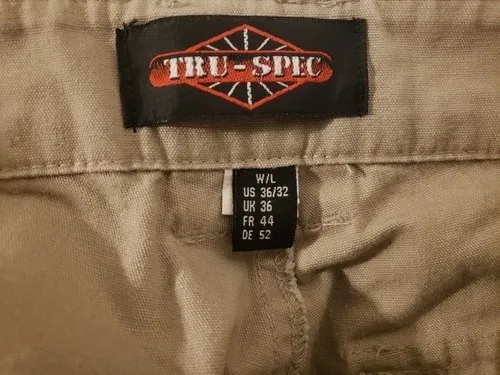 TRU-SPEC
W/L
US 36/32
UK 36
FR 44
DE 52